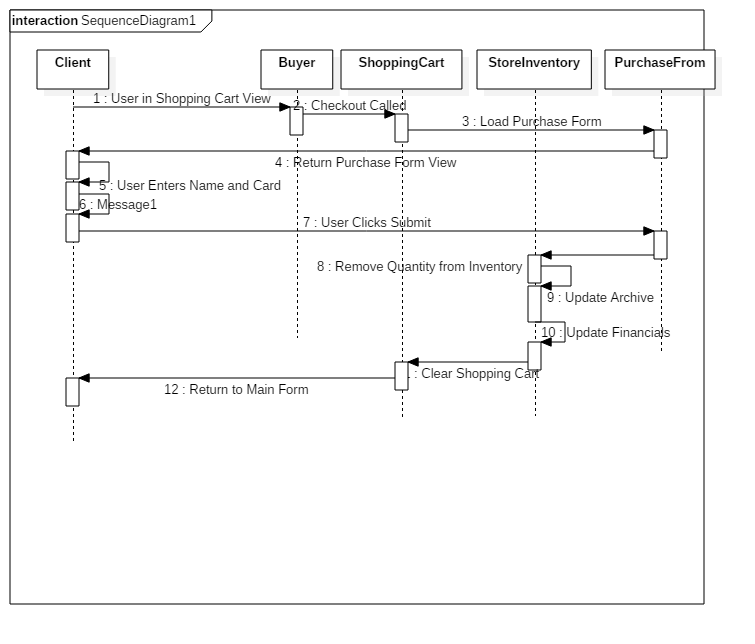 interaction SequenceDiagram1
Client
Buyer
ShoppingCart
StoreInventory
PurchaseFrom
1 : User in Shopping Cart View
2 : Checkout Called
3 : Load Purchase Form
4 : Return Purchase Form View
5 : User Enters Name and Card
6 : Message1
7 : User Clicks Submit
8 : Remove Quantity from Inventory
9 : Update Archive
10 : Update Financials
: Clear Shopping Cart
12 : Return to Main Form